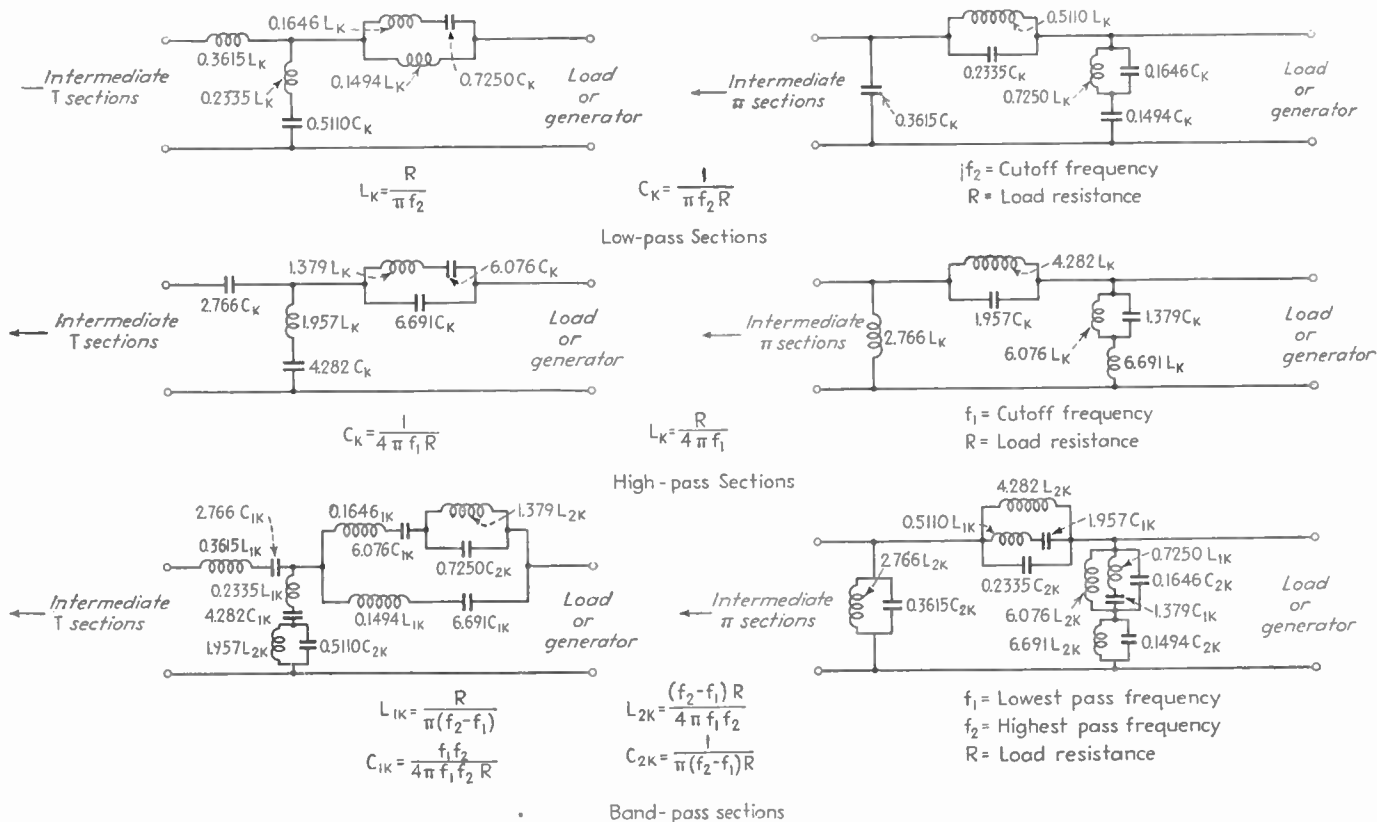 0.1646 L_K
0.3615 L_K
Intermediate
T sections
0.2335 L_K
0.1494 L_K
0.7250 C_K
0.5110 C_K
Load
or
generator
L_K = R / π f_2
C_K = 1 / π f_2 R
0.5110 L_K
0.2335 C_K
Intermediate
π sections
0.3615 C_K
0.7250 L_K
0.1646 C_K
0.1494 C_K
Load
or
generator
f_2 = Cutoff frequency
R = Load resistance
Low-pass Sections
1.379 L_K
6.076 C_K
2.766 C_K
Intermediate
T sections
1.957 L_K
6.691 C_K
4.282 C_K
Load
or
generator
C_K = 1 / 4 π f_1 R
L_K = R / 4 π f_1
4.282 L_K
1.957 C_K
Intermediate
π sections
2.766 L_K
6.076 L_K
1.379 C_K
6.691 L_K
Load
or
generator
f_1 = Cutoff frequency
R = Load resistance
High-pass Sections
2.766 C_1K
0.1646_1K
1.379 L_2K
0.3615 L_1K
6.076 C_1K
0.7250 C_2K
0.2335 L_1K
Intermediate
T sections
4.282 C_1K
0.1494 L_1K
6.691 C_1K
1.957 L_2K
0.5110 C_2K
Load
or
generator
L_1K = R / π(f_2-f_1)
L_2K = (f_2-f_1) R / 4 π f_1 f_2
C_1K = f_1 f_2 / 4 π f_1 f_2 R
C_2K = 1 / π(f_2-f_1)R
4.282 L_2K
0.5110 L_1K
1.957 C_1K
2.766 L_2K
0.2335 C_2K
0.7250 L_1K
0.3615 C_2K
0.1646 C_2K
Intermediate
π sections
6.076 L_2K
1.379 C_1K
6.691 L_2K
0.1494 C_2K
Load
or
generator
f_1 = Lowest pass frequency
f_2 = Highest pass frequency
R = Load resistance
Band-pass sections